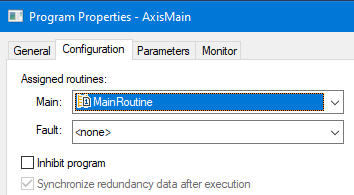 Program Properties - AxisMain
General Configuration Parameters Monitor
Assigned routines:
Main: MainRoutine
Fault: <none>
Inhibit program
Synchronize redundancy data after execution